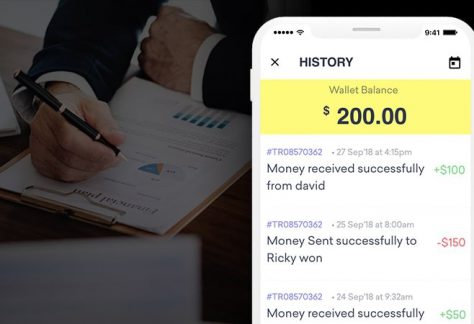 9:41
HISTORY
Wallet Balance
$ 200.00
#TR08570362 • 27 Sep'18 at 4:15pm
Money received successfully +$100
from david
#TR08570362 • 25 Sep'18 at 8:00am
Money Sent successfully to -$150
Ricky won
#TR08570362 • 24 Sep'18 at 9:32am
Money received successfully +$50
Financial plan